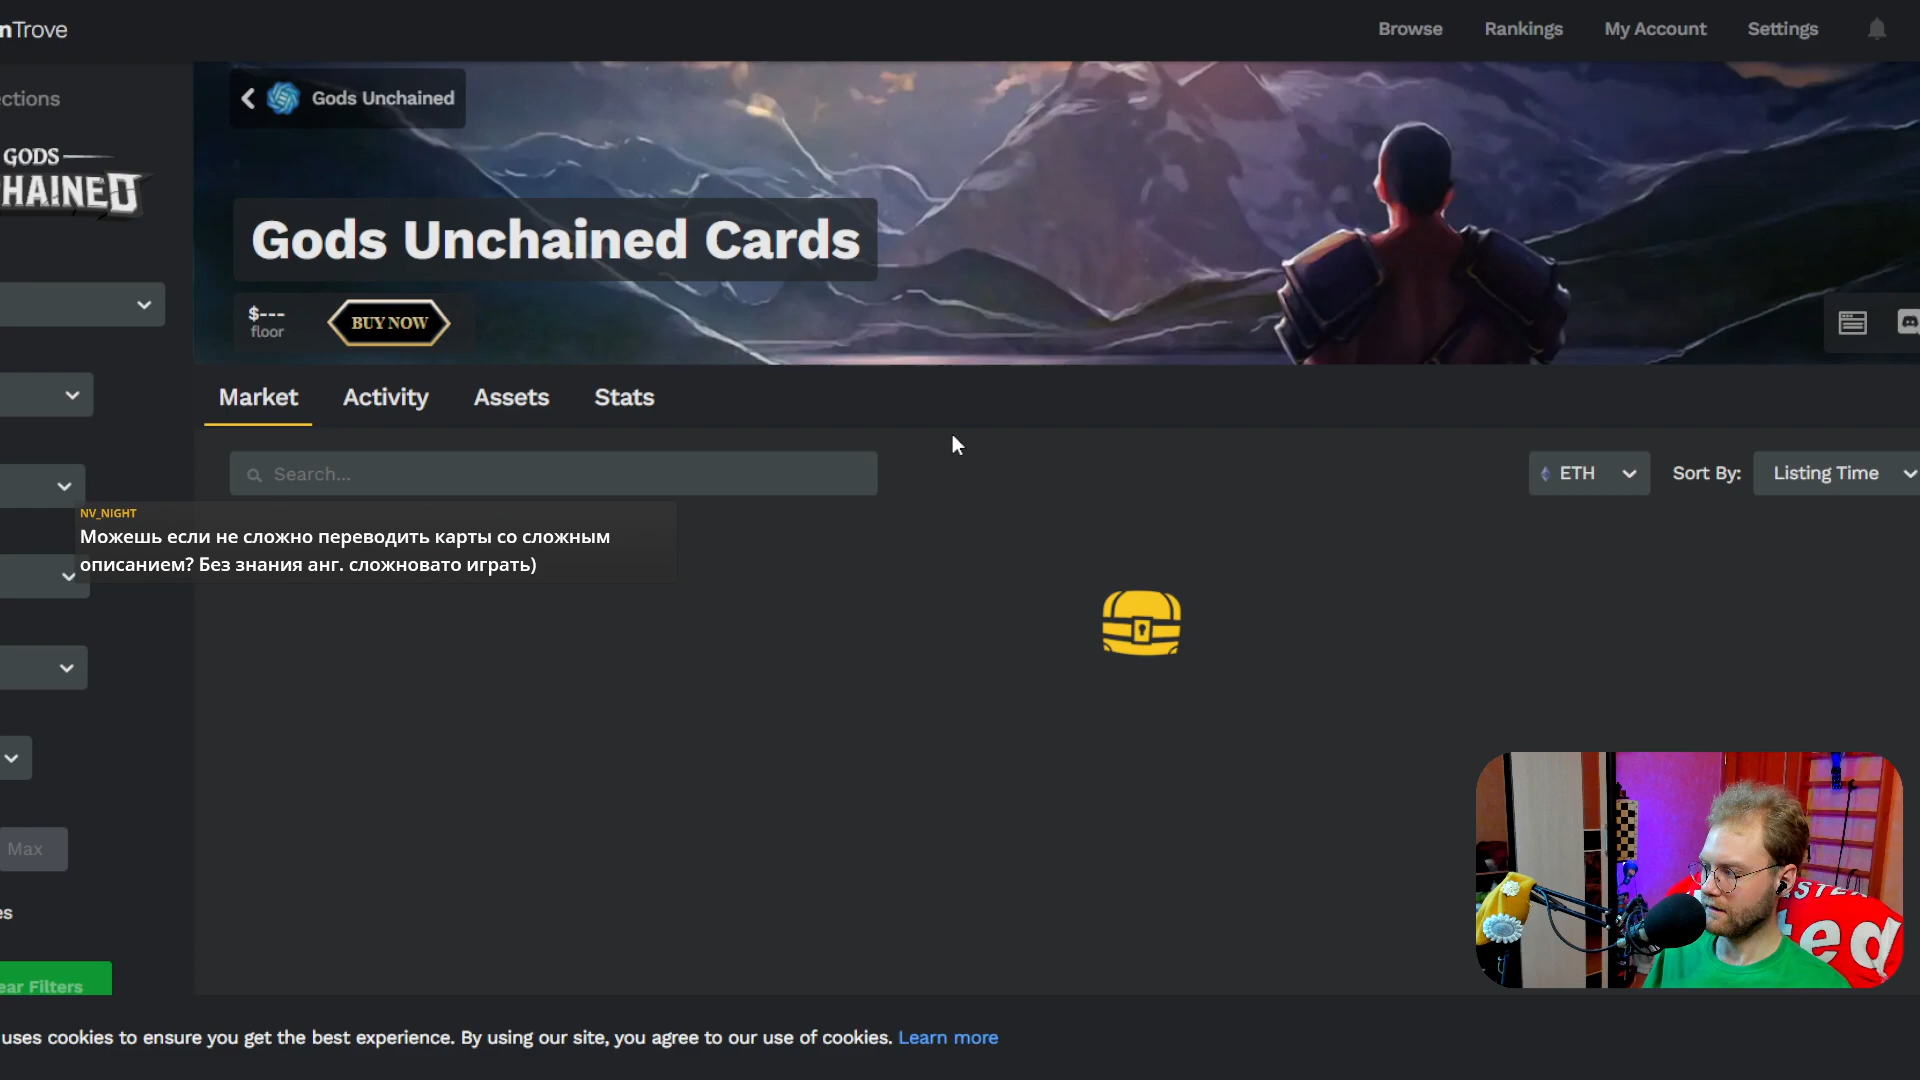 nTrove
Browse
Rankings
My Account
Settings
ctions
Gods Unchained
GODS
HAINED
Gods Unchained Cards
$---
floor
BUY NOW
Market
Activity
Assets
Stats
Search...
ETH
Sort By:
Listing Time
NV_NIGHT
Можешь если не сложно переводить карты со сложным
описанием? Без знания анг. сложновато играть)
Max
es
ear Filters
uses cookies to ensure you get the best experience. By using our site, you agree to our use of cookies. Learn more
STE
ed